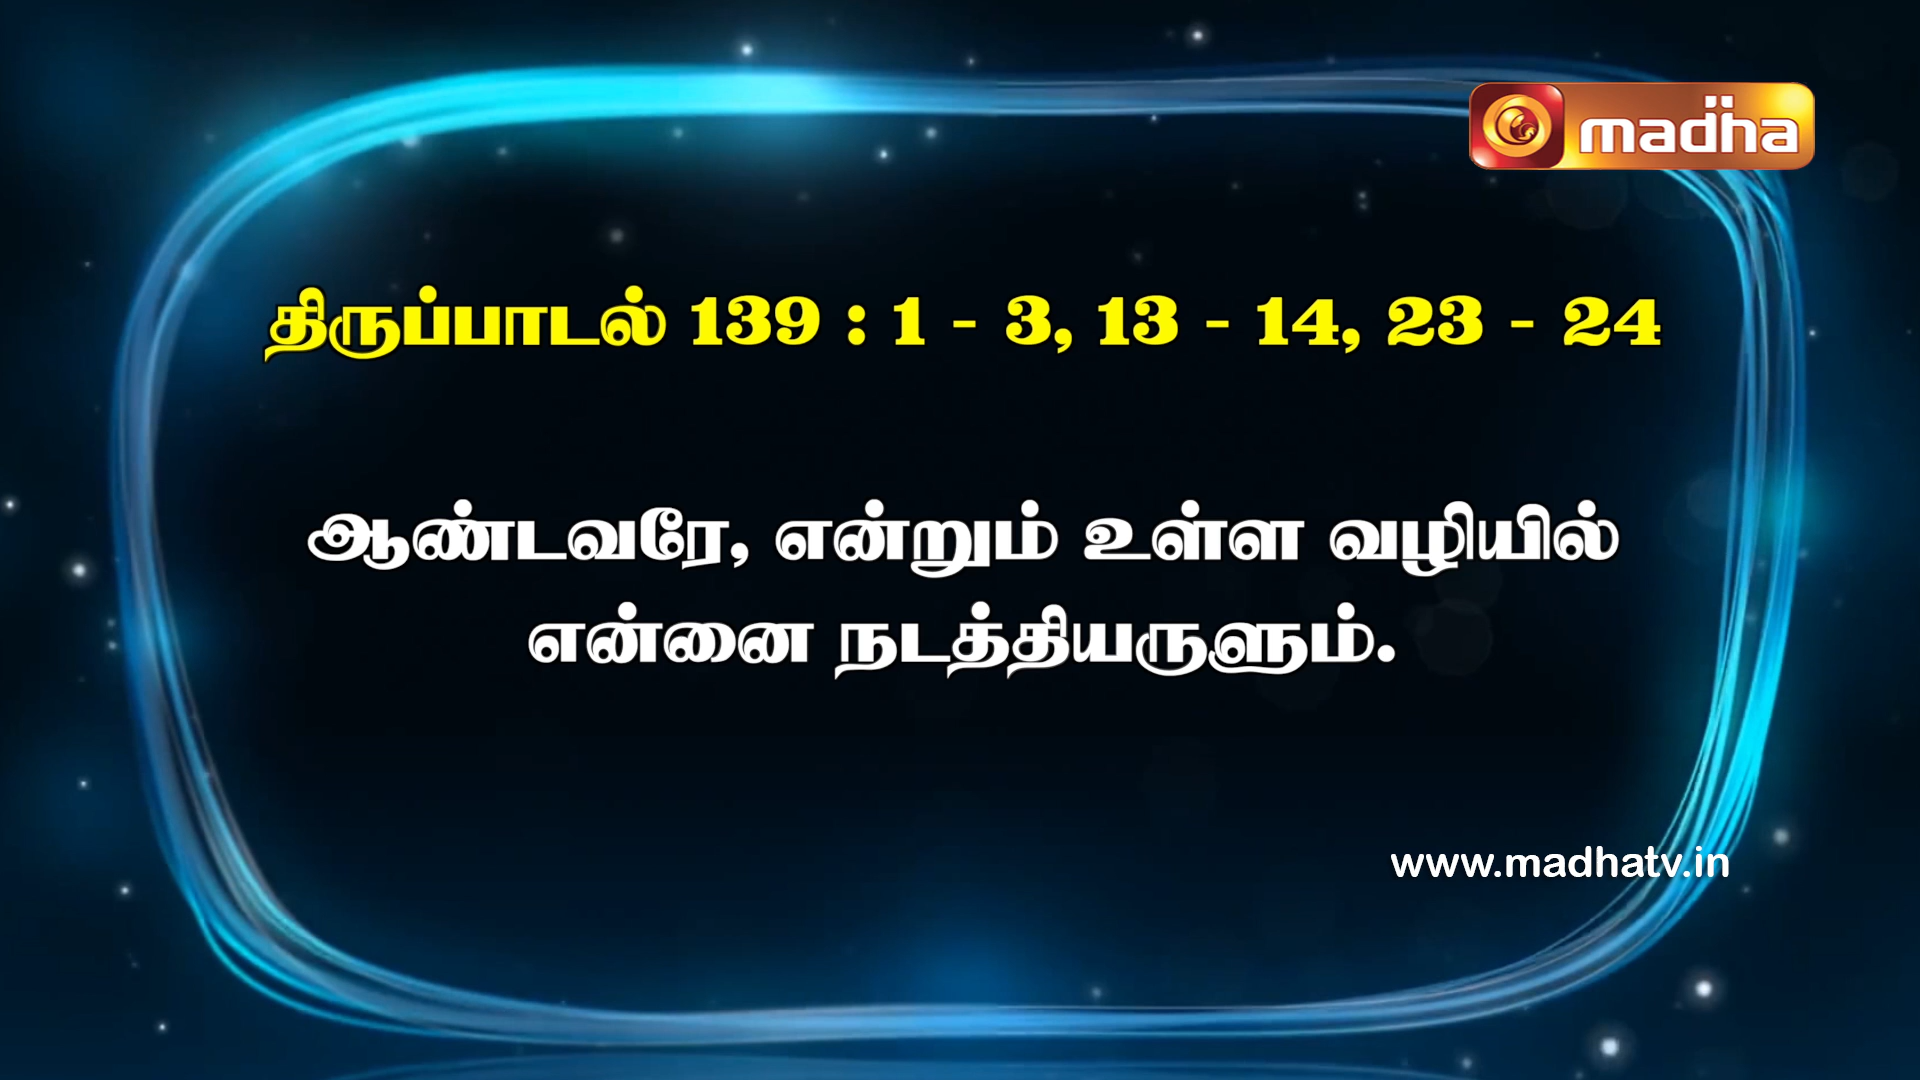 madha
திருப்பாடல் 139 : 1 - 3, 13 - 14, 23 - 24
ஆண்டவரே, என்றும் உள்ள வழியில்
என்னை நடத்தியருளும்.
www.madhatv.in